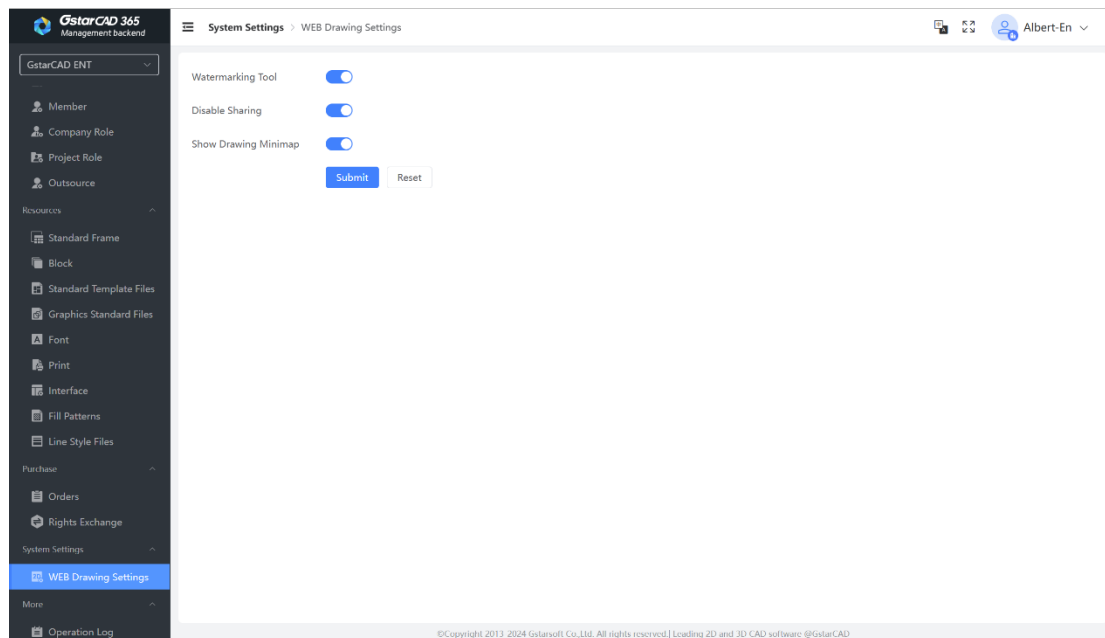 GstarCAD 365
Management backend
System Settings > WEB Drawing Settings
Albert-En
GstarCAD ENT
Member
Company Role
Project Role
Outsource
Resources
Standard Frame
Block
Standard Template Files
Graphics Standard Files
Font
Print
Interface
Fill Patterns
Line Style Files
Purchase
Orders
Rights Exchange
System Settings
WEB Drawing Settings
More
Operation Log
Watermarking Tool
Disable Sharing
Show Drawing Minimap
Submit Reset
©Copyright 2013-2024 Gstarsoft Co.,Ltd. All rights reserved.| Leading 2D and 3D CAD software @GstarCAD